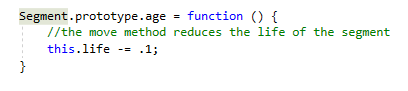 Segment.prototype.age = function () {
//the move method reduces the life of the segment
this.life -= .1;
}